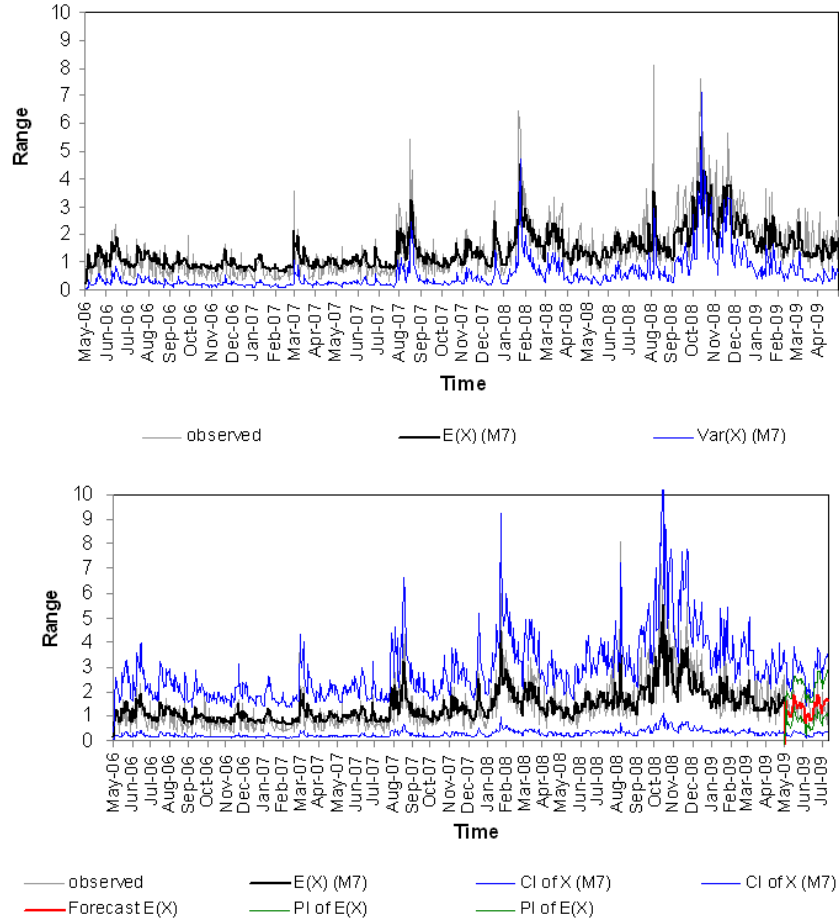 10
9
8
7
6
5
4
3
2
1
0
Range
May-06 Jun-06 Jul-06 Aug-06 Sep-06 Oct-06 Nov-06 Dec-06 Jan-07 Feb-07 Mar-07 Apr-07 May-07 Jun-07 Jul-07 Aug-07 Sep-07 Oct-07 Nov-07 Dec-07 Jan-08 Feb-08 Mar-08 Apr-08 May-08 Jun-08 Jul-08 Aug-08 Sep-08 Oct-08 Nov-08 Dec-08 Jan-09 Feb-09 Mar-09 Apr-09
Time
observed E(X) (M7) Var(X) (M7)
10
9
8
7
6
5
4
3
2
1
0
Range
May-06 Jun-06 Jul-06 Aug-06 Sep-06 Oct-06 Nov-06 Dec-06 Jan-07 Feb-07 Mar-07 Apr-07 May-07 Jun-07 Jul-07 Aug-07 Sep-07 Oct-07 Nov-07 Dec-07 Jan-08 Feb-08 Mar-08 Apr-08 May-08 Jun-08 Jul-08 Aug-08 Sep-08 Oct-08 Nov-08 Dec-08 Jan-09 Feb-09 Mar-09 Apr-09 May-09 Jun-09 Jul-09
Time
observed E(X) (M7) CI of X (M7) CI of X (M7)
Forecast E(X) PI of E(X) PI of E(X)